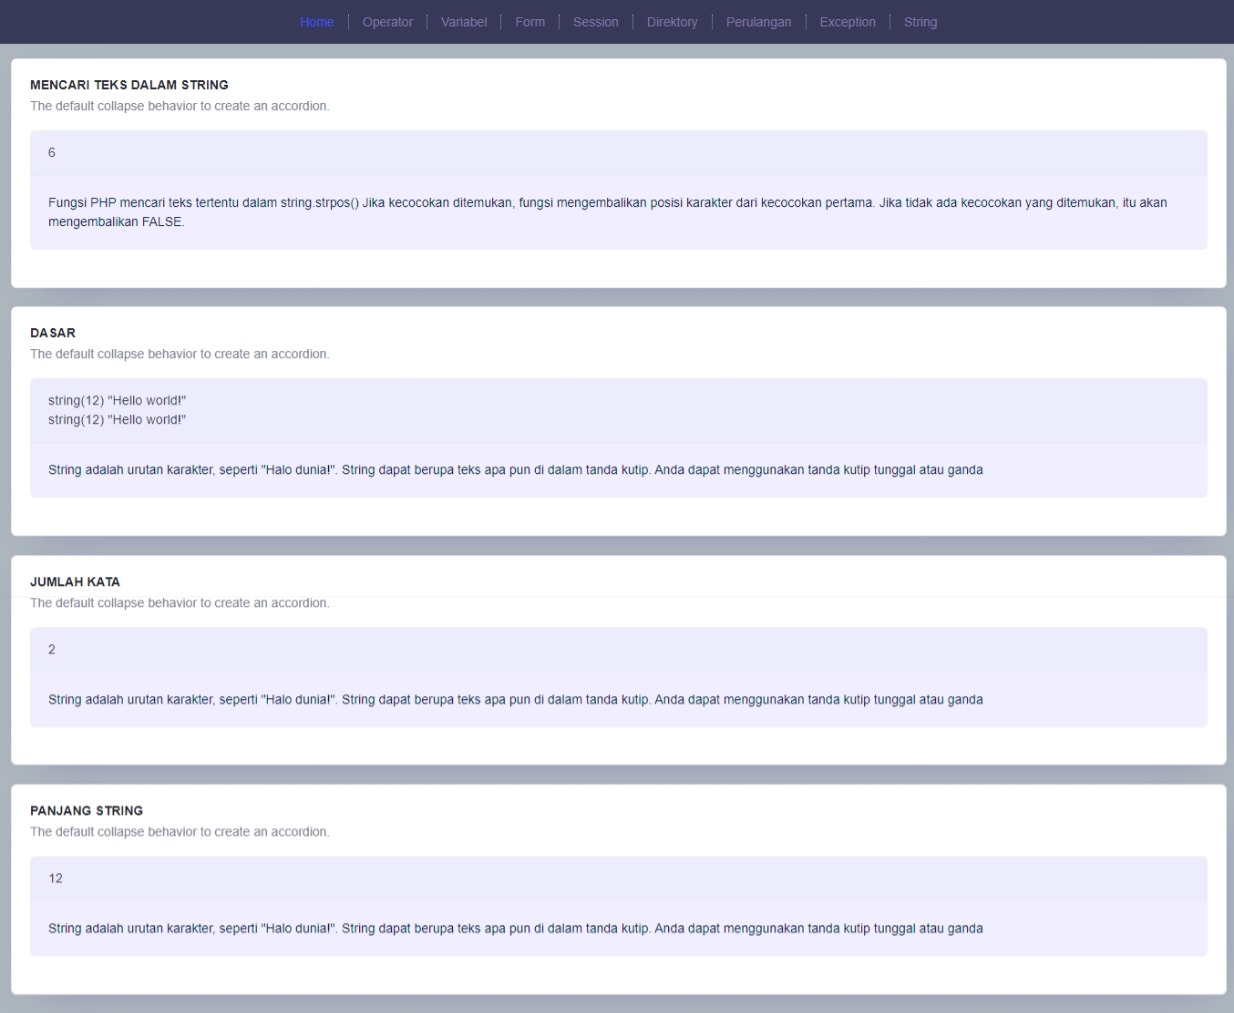 Home Operator Variabel Form Session Direktory Perulangan Exception String
MENCARI TEKS DALAM STRING
The default collapse behavior to create an accordion.
6
Fungsi PHP mencari teks tertentu dalam string.strpos() Jika kecocokan ditemukan, fungsi mengembalikan posisi karakter dari kecocokan pertama. Jika tidak ada kecocokan yang ditemukan, itu akan
mengembalikan FALSE.
DASAR
The default collapse behavior to create an accordion.
string(12) "Hello world!"
string(12) "Hello world!"
String adalah urutan karakter, seperti "Halo dunia!". String dapat berupa teks apa pun di dalam tanda kutip. Anda dapat menggunakan tanda kutip tunggal atau ganda
JUMLAH KATA
The default collapse behavior to create an accordion.
2
String adalah urutan karakter, seperti "Halo dunia!". String dapat berupa teks apa pun di dalam tanda kutip. Anda dapat menggunakan tanda kutip tunggal atau ganda
PANJANG STRING
The default collapse behavior to create an accordion.
12
String adalah urutan karakter, seperti "Halo dunia!". String dapat berupa teks apa pun di dalam tanda kutip. Anda dapat menggunakan tanda kutip tunggal atau ganda